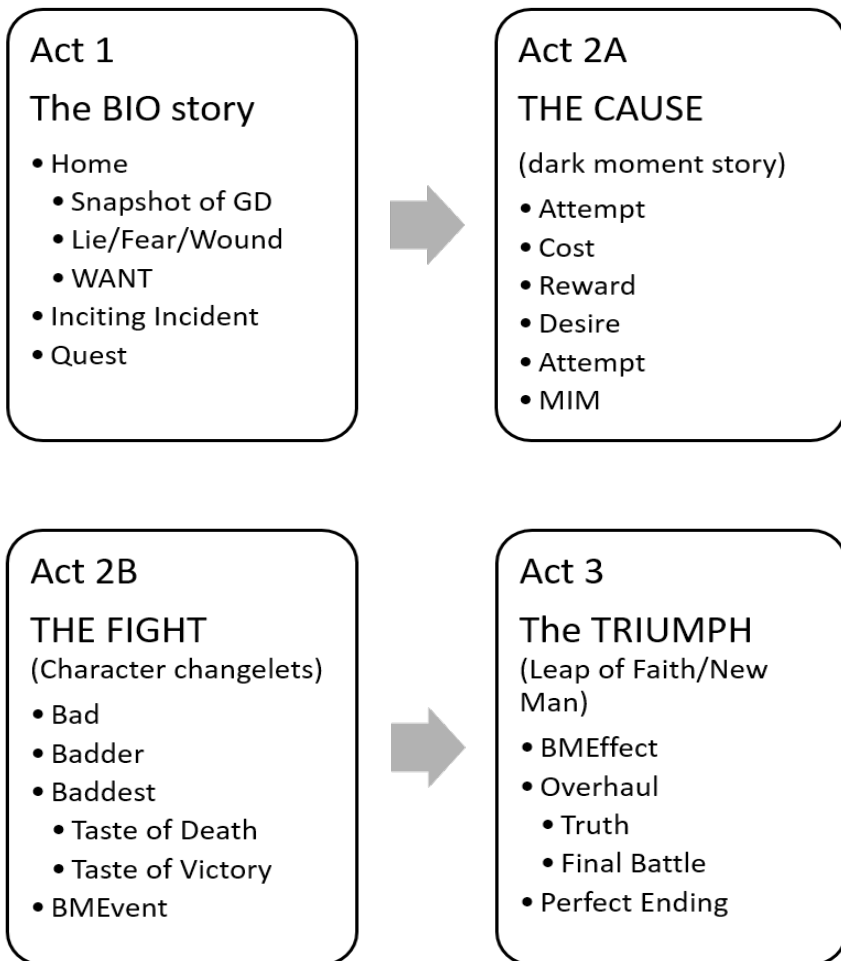 Act 1
The BIO story
• Home
• Snapshot of GD
• Lie/Fear/Wound
• WANT
• Inciting Incident
• Quest
Act 2A
THE CAUSE
(dark moment story)
• Attempt
• Cost
• Reward
• Desire
• Attempt
• MIM
Act 2B
THE FIGHT
(Character changelets)
• Bad
• Badder
• Baddest
• Taste of Death
• Taste of Victory
• BMEvent
Act 3
The TRIUMPH
(Leap of Faith/New
Man)
• BMEffect
• Overhaul
• Truth
• Final Battle
• Perfect Ending